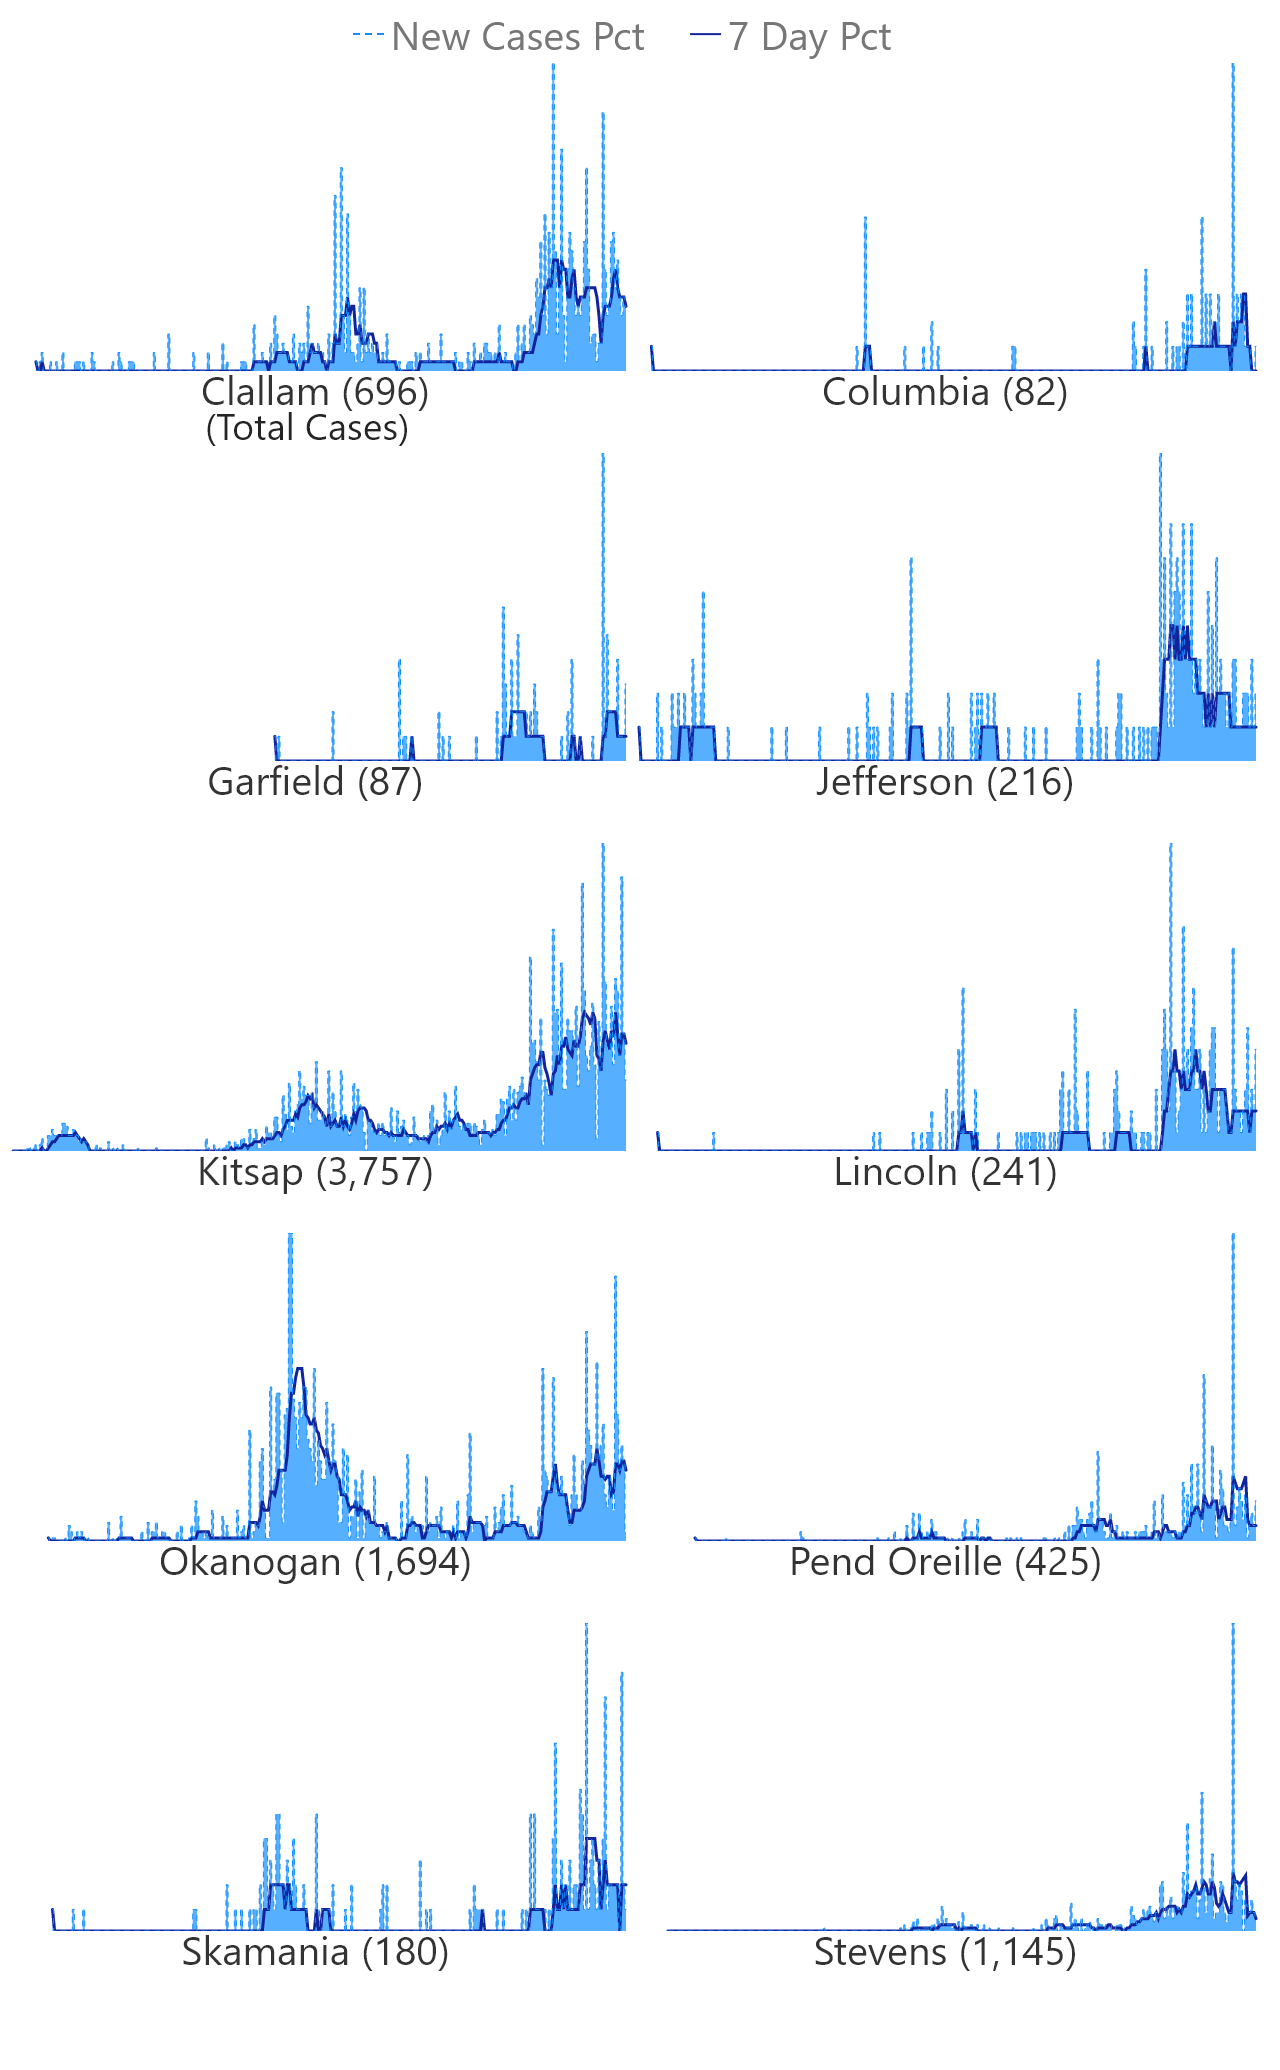 New Cases Pct 7 Day Pct
Clallam (696) Columbia (82)
(Total Cases)
Garfield (87) Jefferson (216)
Kitsap (3,757) Lincoln (241)
Okanogan (1,694) Pend Oreille (425)
Skamania (180) Stevens (1,145)